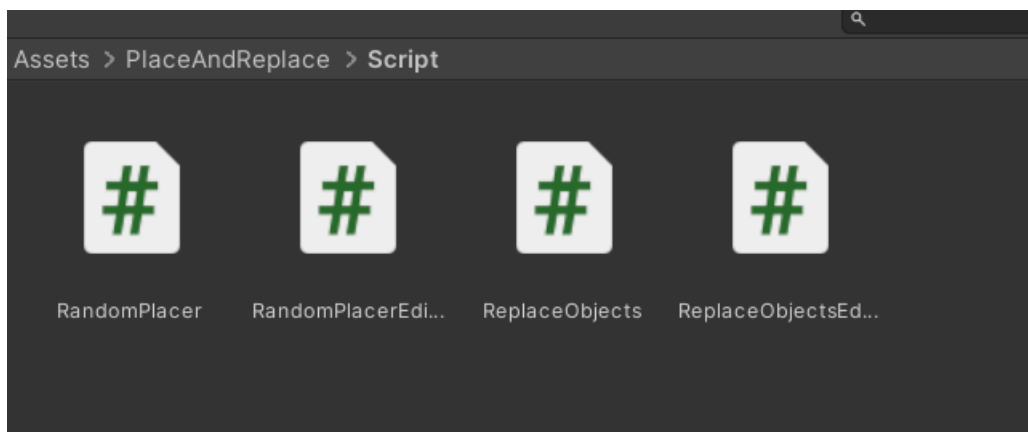 Assets > PlaceAndReplace > Script
# # # #
RandomPlacer RandomPlacerEdi... ReplaceObjects ReplaceObjectsEd...